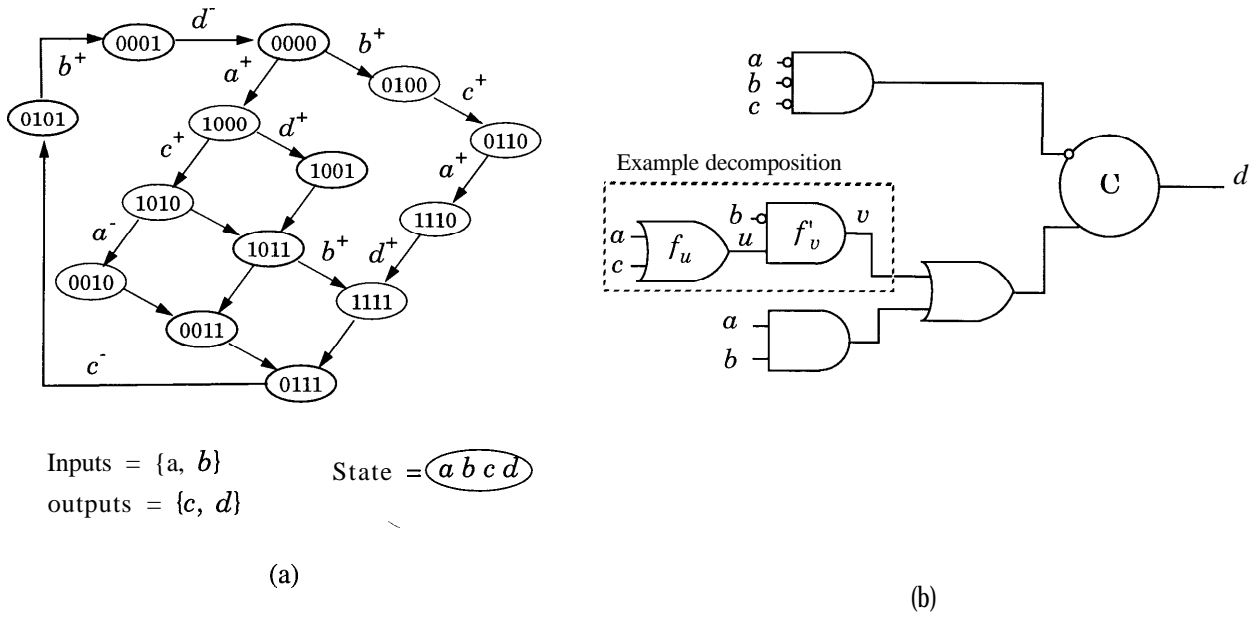 d-
0001
0000
b+
b+
a+
0100
c+
0101
1000
d+
0110
c+
1001
a+
1010
1110
a-
1011
b+
d+
0010
1111
0011
c-
0111
Inputs = {a, b}
outputs = {c, d}
State = a b c d
(a)
a
b
c
Example decomposition
C
d
b
v
a
f_u
u
f'_v
c
a
b
(b)